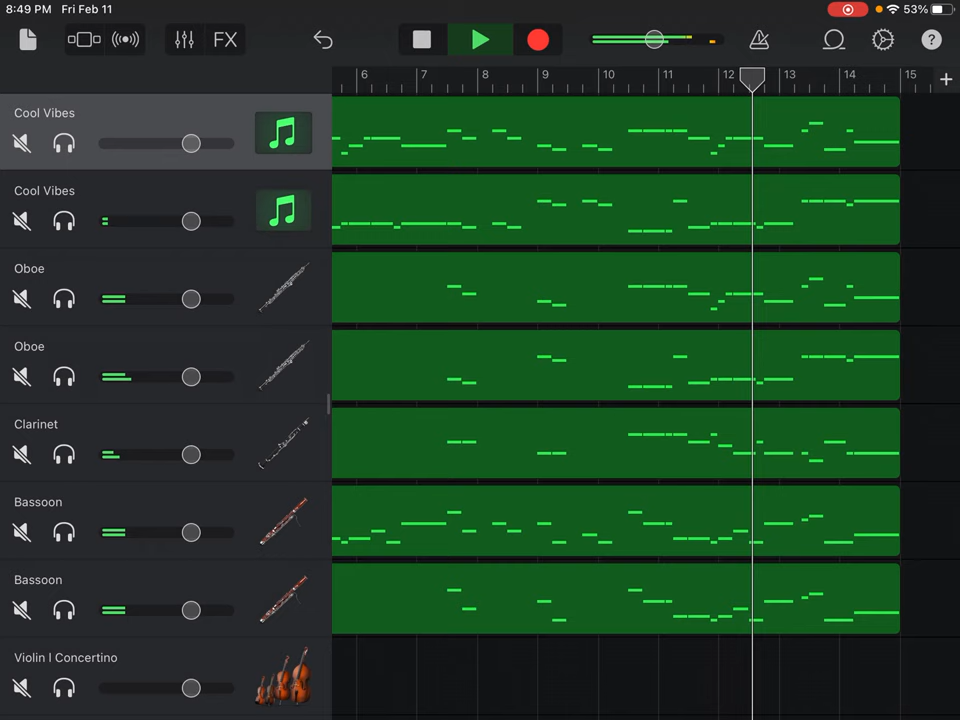 8:49 PM Fri Feb 11 53%
FX ?
6 7 8 9 10 11 12 13 14 15 +
Cool Vibes
Cool Vibes
Oboe
Oboe
Clarinet
Bassoon
Bassoon
Violin I Concertino